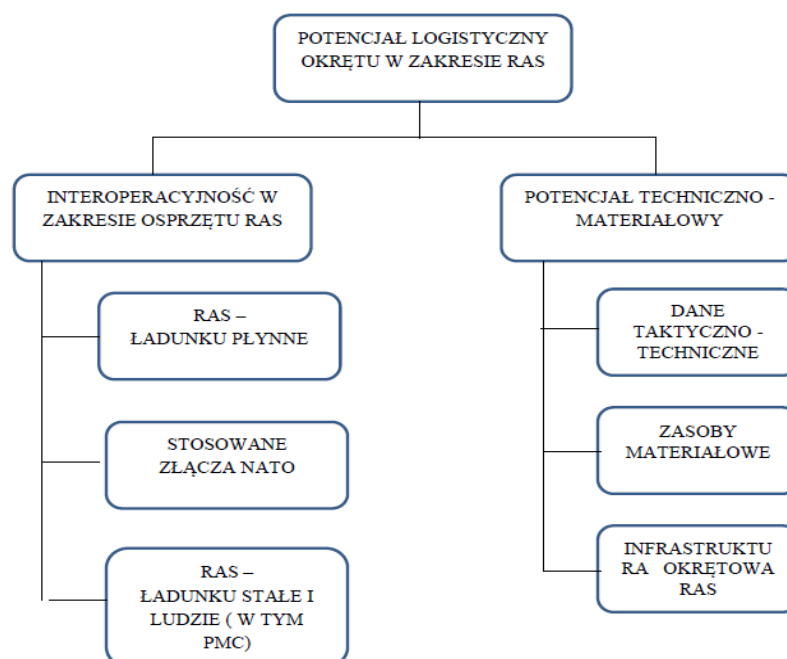 POTENCJAŁ LOGISTYCZNY
OKRĘTU W ZAKRESIE RAS
INTEROPERACYJNOŚĆ W
ZAKRESIE OSPRZĘTU RAS
RAS –
ŁADUNKU PŁYNNE
STOSOWANE
ZŁĄCZA NATO
RAS –
ŁADUNKU STAŁE I
LUDZIE ( W TYM
PMC)
POTENCJAŁ TECHNICZNO -
MATERIAŁOWY
DANE
TAKTYCZNO -
TECHNICZNE
ZASOBY
MATERIAŁOWE
INFRASTRUKTU
RA OKRĘTOWA
RAS